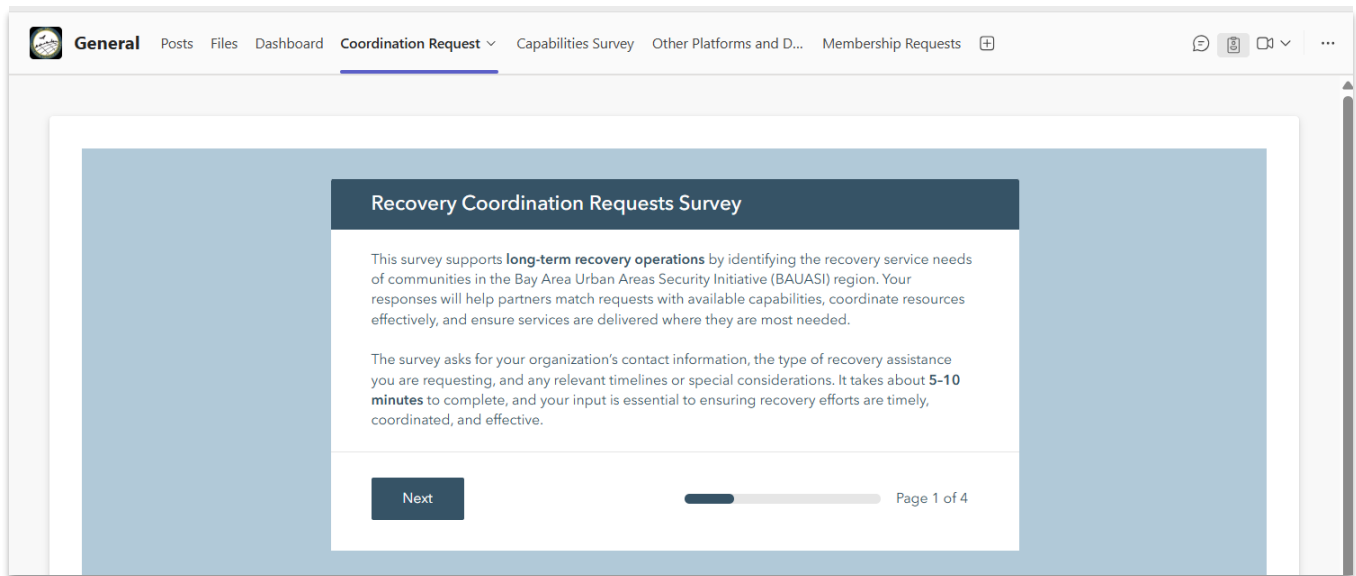 General Posts Files Dashboard Coordination Request Capabilities Survey Other Platforms and D... Membership Requests
Recovery Coordination Requests Survey
This survey supports long-term recovery operations by identifying the recovery service needs
of communities in the Bay Area Urban Areas Security Initiative (BAUASI) region. Your
responses will help partners match requests with available capabilities, coordinate resources
effectively, and ensure services are delivered where they are most needed.
The survey asks for your organization’s contact information, the type of recovery assistance
you are requesting, and any relevant timelines or special considerations. It takes about 5–10
minutes to complete, and your input is essential to ensuring recovery efforts are timely,
coordinated, and effective.
Next Page 1 of 4